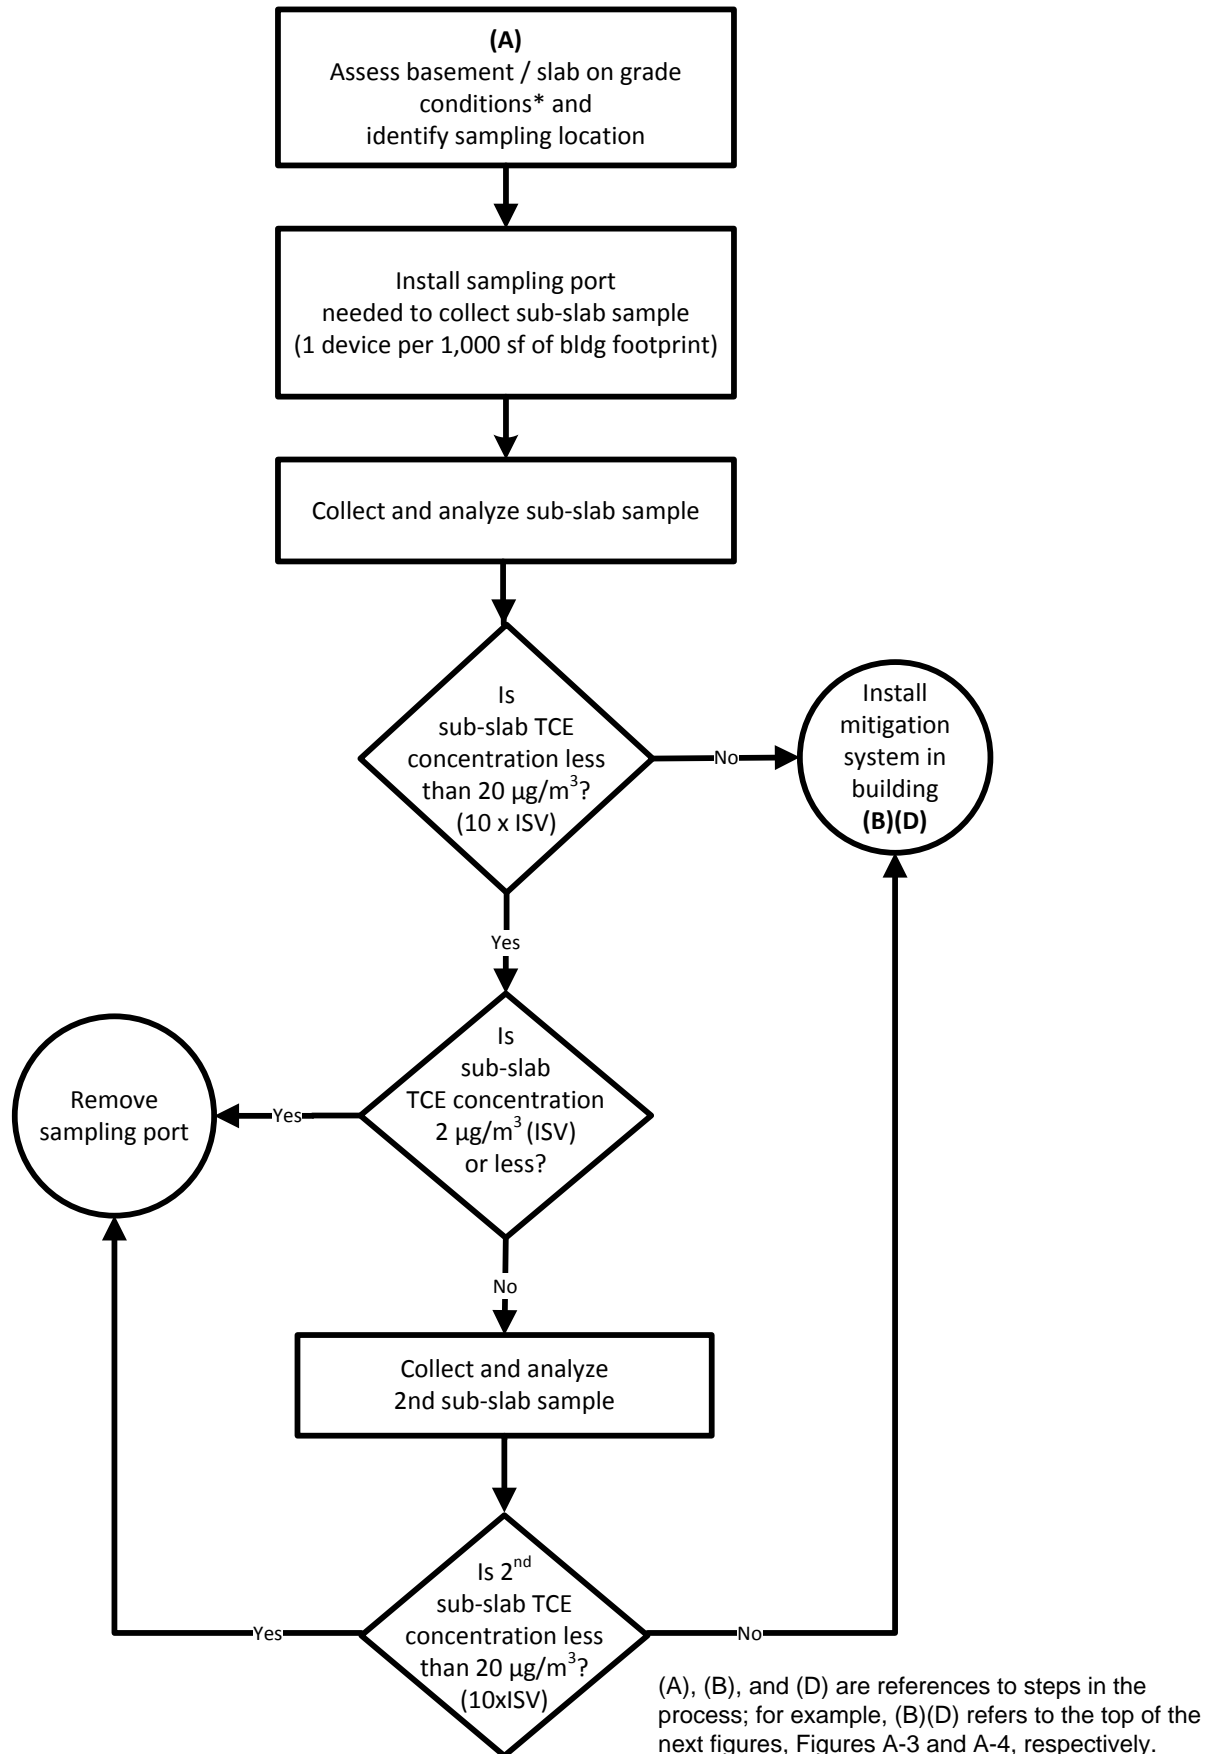 (A)
Assess basement / slab on grade
conditions* and
identify sampling location
Install sampling port
needed to collect sub-slab sample
(1 device per 1,000 sf of bldg footprint)
Collect and analyze sub-slab sample
Is
sub-slab TCE
concentration less
than 20 µg/m³?
(10 x ISV)
No
Install
mitigation
system in
building
(B)(D)
Yes
Is
sub-slab
TCE concentration
2 µg/m³ (ISV)
or less?
Yes
Remove
sampling port
No
Collect and analyze
2nd sub-slab sample
Is 2nd
sub-slab TCE
concentration less
than 20 µg/m³?
(10xISV)
Yes
No
(A), (B), and (D) are references to steps in the
process; for example, (B)(D) refers to the top of the
next figures, Figures A-3 and A-4, respectively.